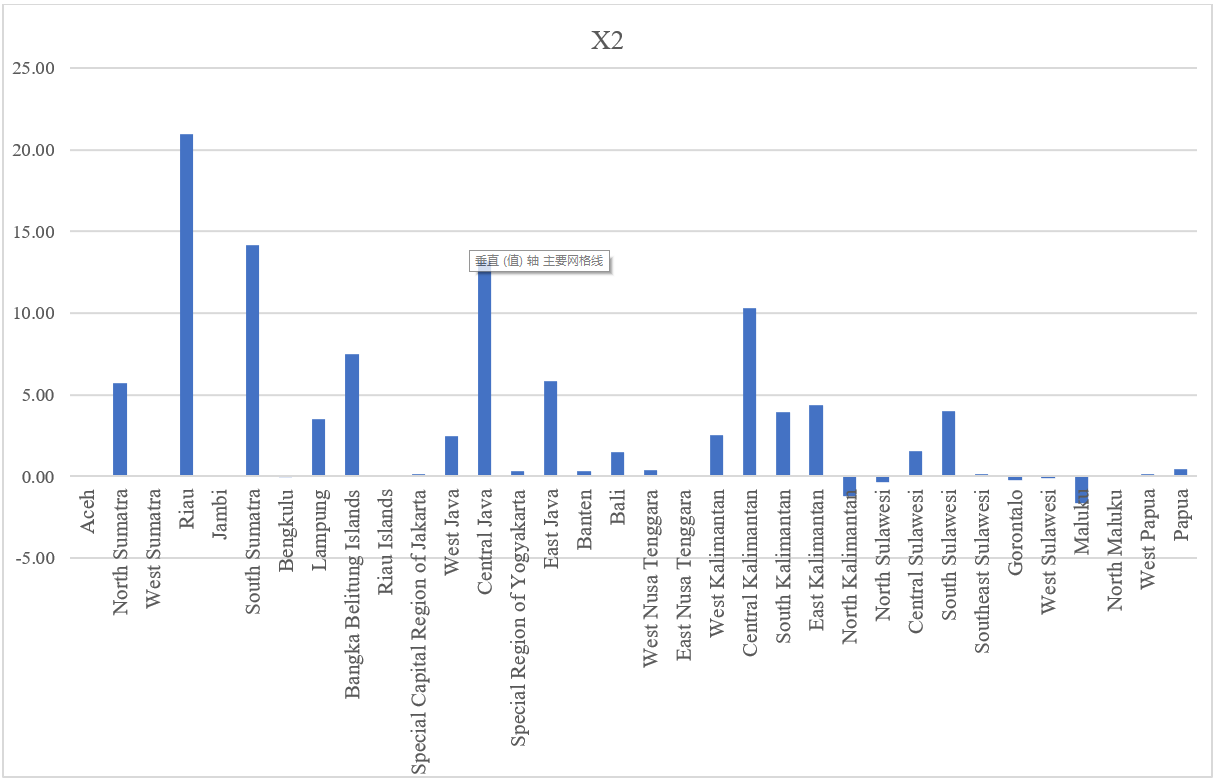 X2
25.00
20.00
15.00
10.00
5.00
0.00
-5.00
垂直 (值) 轴 主要网格线
Aceh
North Sumatra
West Sumatra
Riau
Jambi
South Sumatra
Bengkulu
Lampung
Bangka Belitung Islands
Riau Islands
Special Capital Region of Jakarta
West Java
Central Java
Special Region of Yogyakarta
East Java
Banten
Bali
West Nusa Tenggara
East Nusa Tenggara
West Kalimantan
Central Kalimantan
South Kalimantan
East Kalimantan
North Kalimantan
North Sulawesi
Central Sulawesi
South Sulawesi
Southeast Sulawesi
Gorontalo
West Sulawesi
Maluku
North Maluku
West Papua
Papua